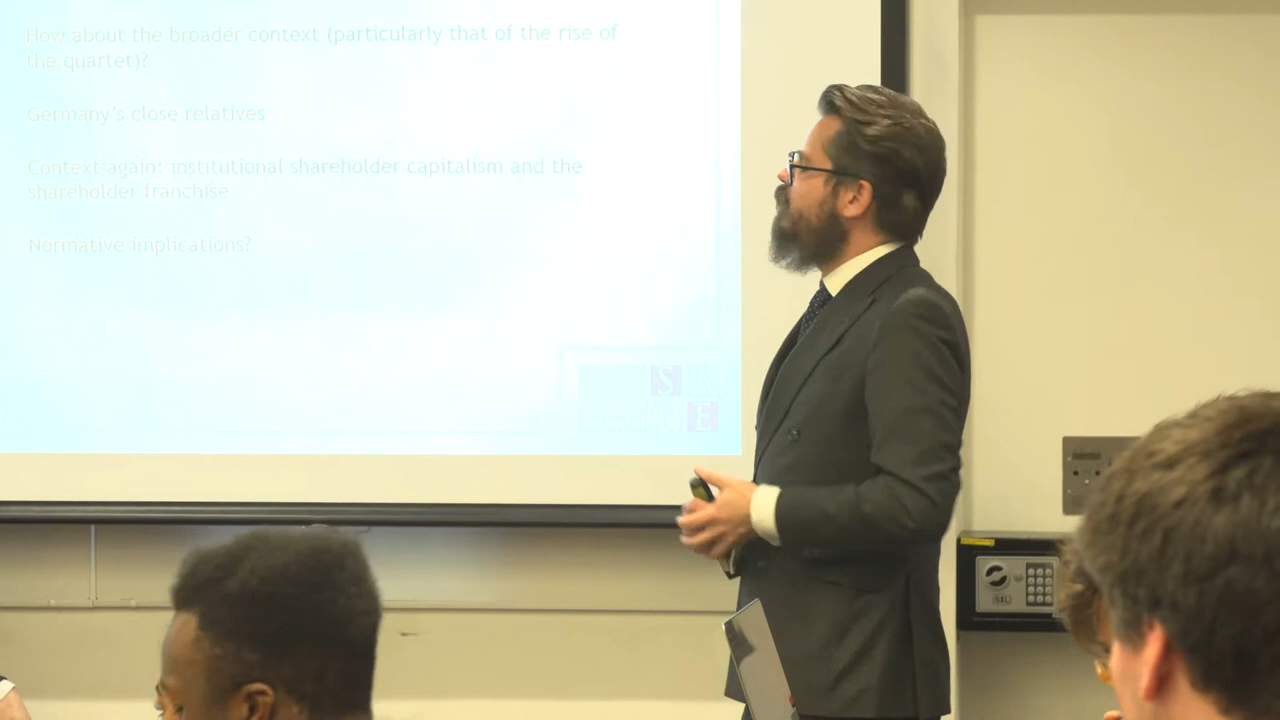 How about the broader context (particularly that of the rise of
the quartet)?
Germany's close relatives
Context again: institutional shareholder capitalism and the
shareholder franchise
Normative implications?
S
E